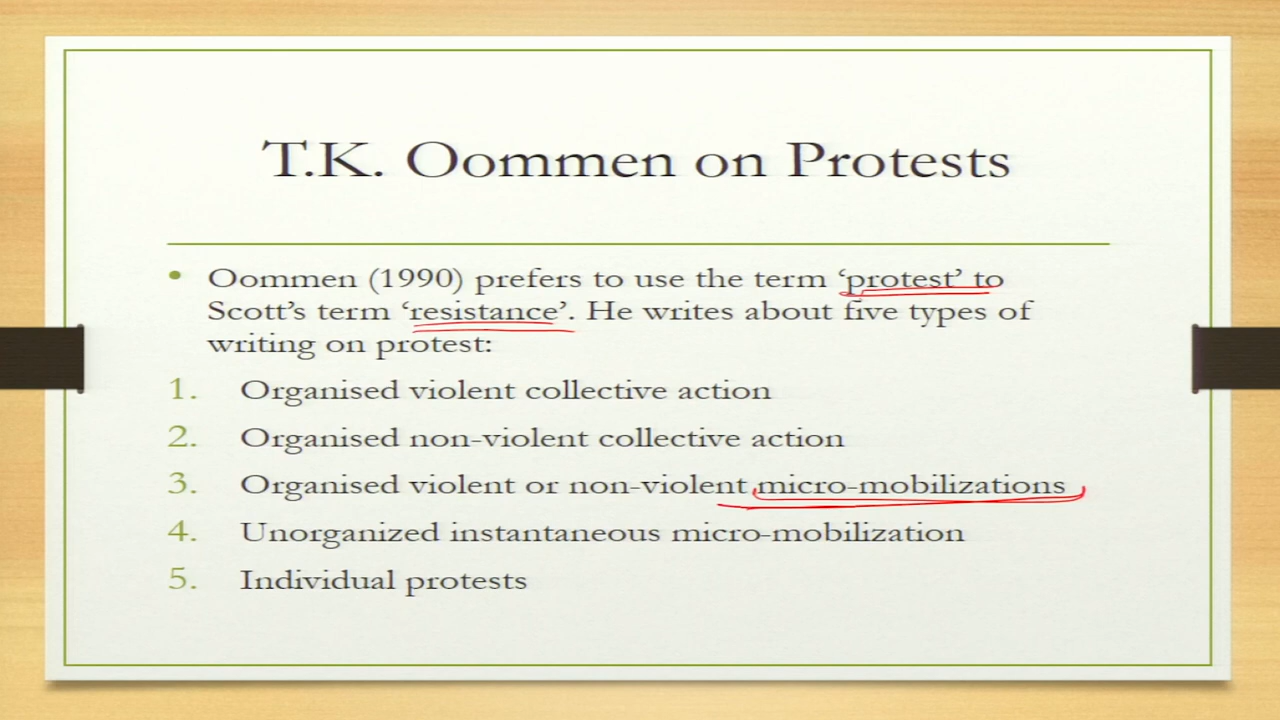 T.K. Oommen on Protests
• Oommen (1990) prefers to use the term ‘protest’ to
Scott’s term ‘resistance’. He writes about five types of
writing on protest:
1. Organised violent collective action
2. Organised non-violent collective action
3. Organised violent or non-violent micro-mobilizations
4. Unorganized instantaneous micro-mobilization
5. Individual protests